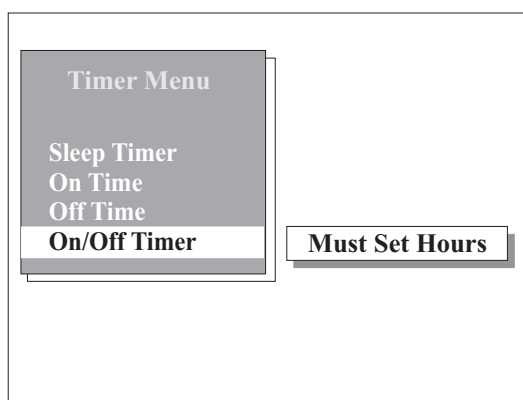 Timer Menu
Sleep Timer
On Time
Off Time
On/Off Timer
Must Set Hours